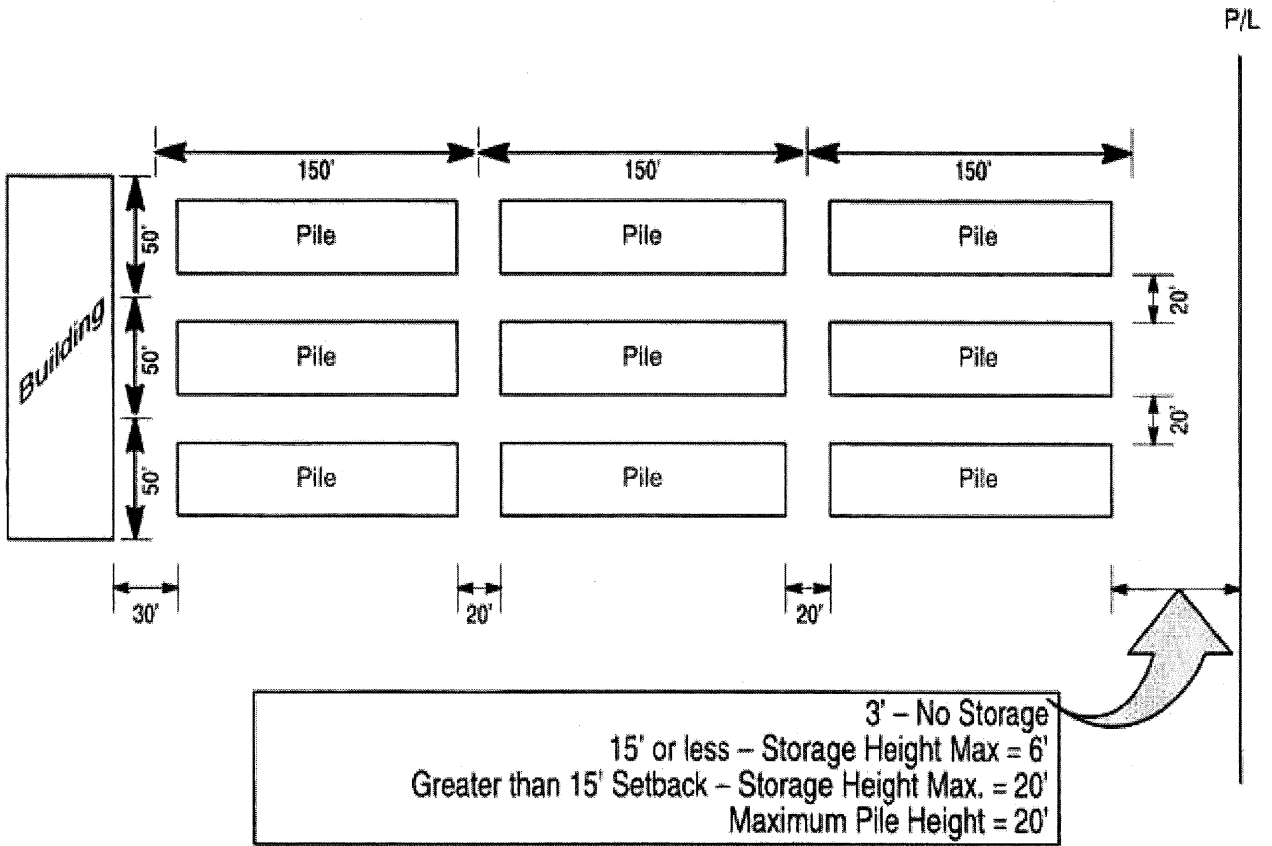 P/L
150' 150' 150'
50' Pile Pile Pile
20'
Building
50' Pile Pile Pile
20'
50' Pile Pile Pile
30' 20' 20'
3' – No Storage
15' or less – Storage Height Max = 6'
Greater than 15' Setback – Storage Height Max. = 20'
Maximum Pile Height = 20'